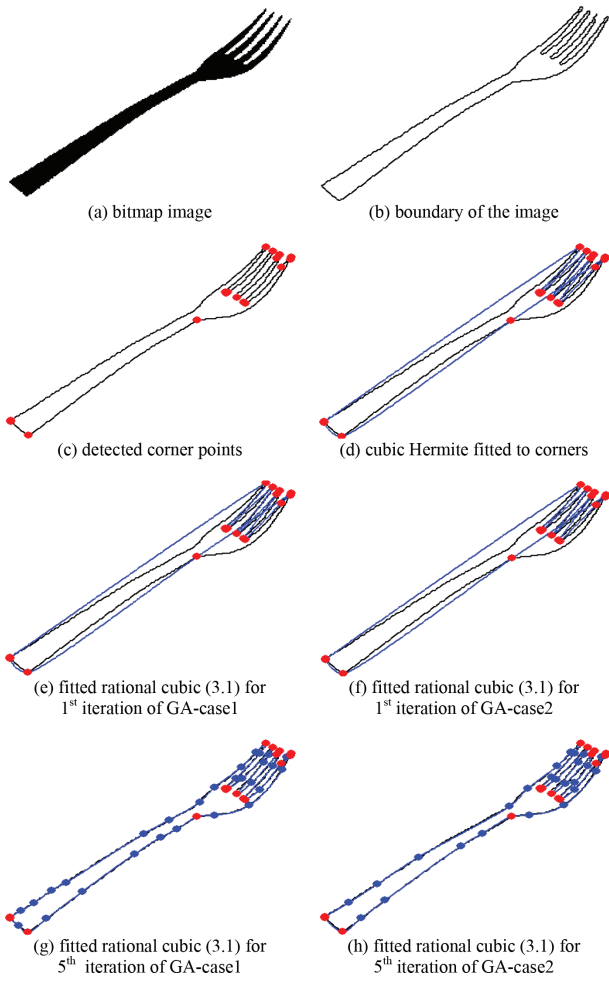 (a) bitmap image
(b) boundary of the image
(c) detected corner points
(d) cubic Hermite fitted to corners
(e) fitted rational cubic (3.1) for
1st iteration of GA-case1
(f) fitted rational cubic (3.1) for
1st iteration of GA-case2
(g) fitted rational cubic (3.1) for
5th iteration of GA-case1
(h) fitted rational cubic (3.1) for
5th iteration of GA-case2